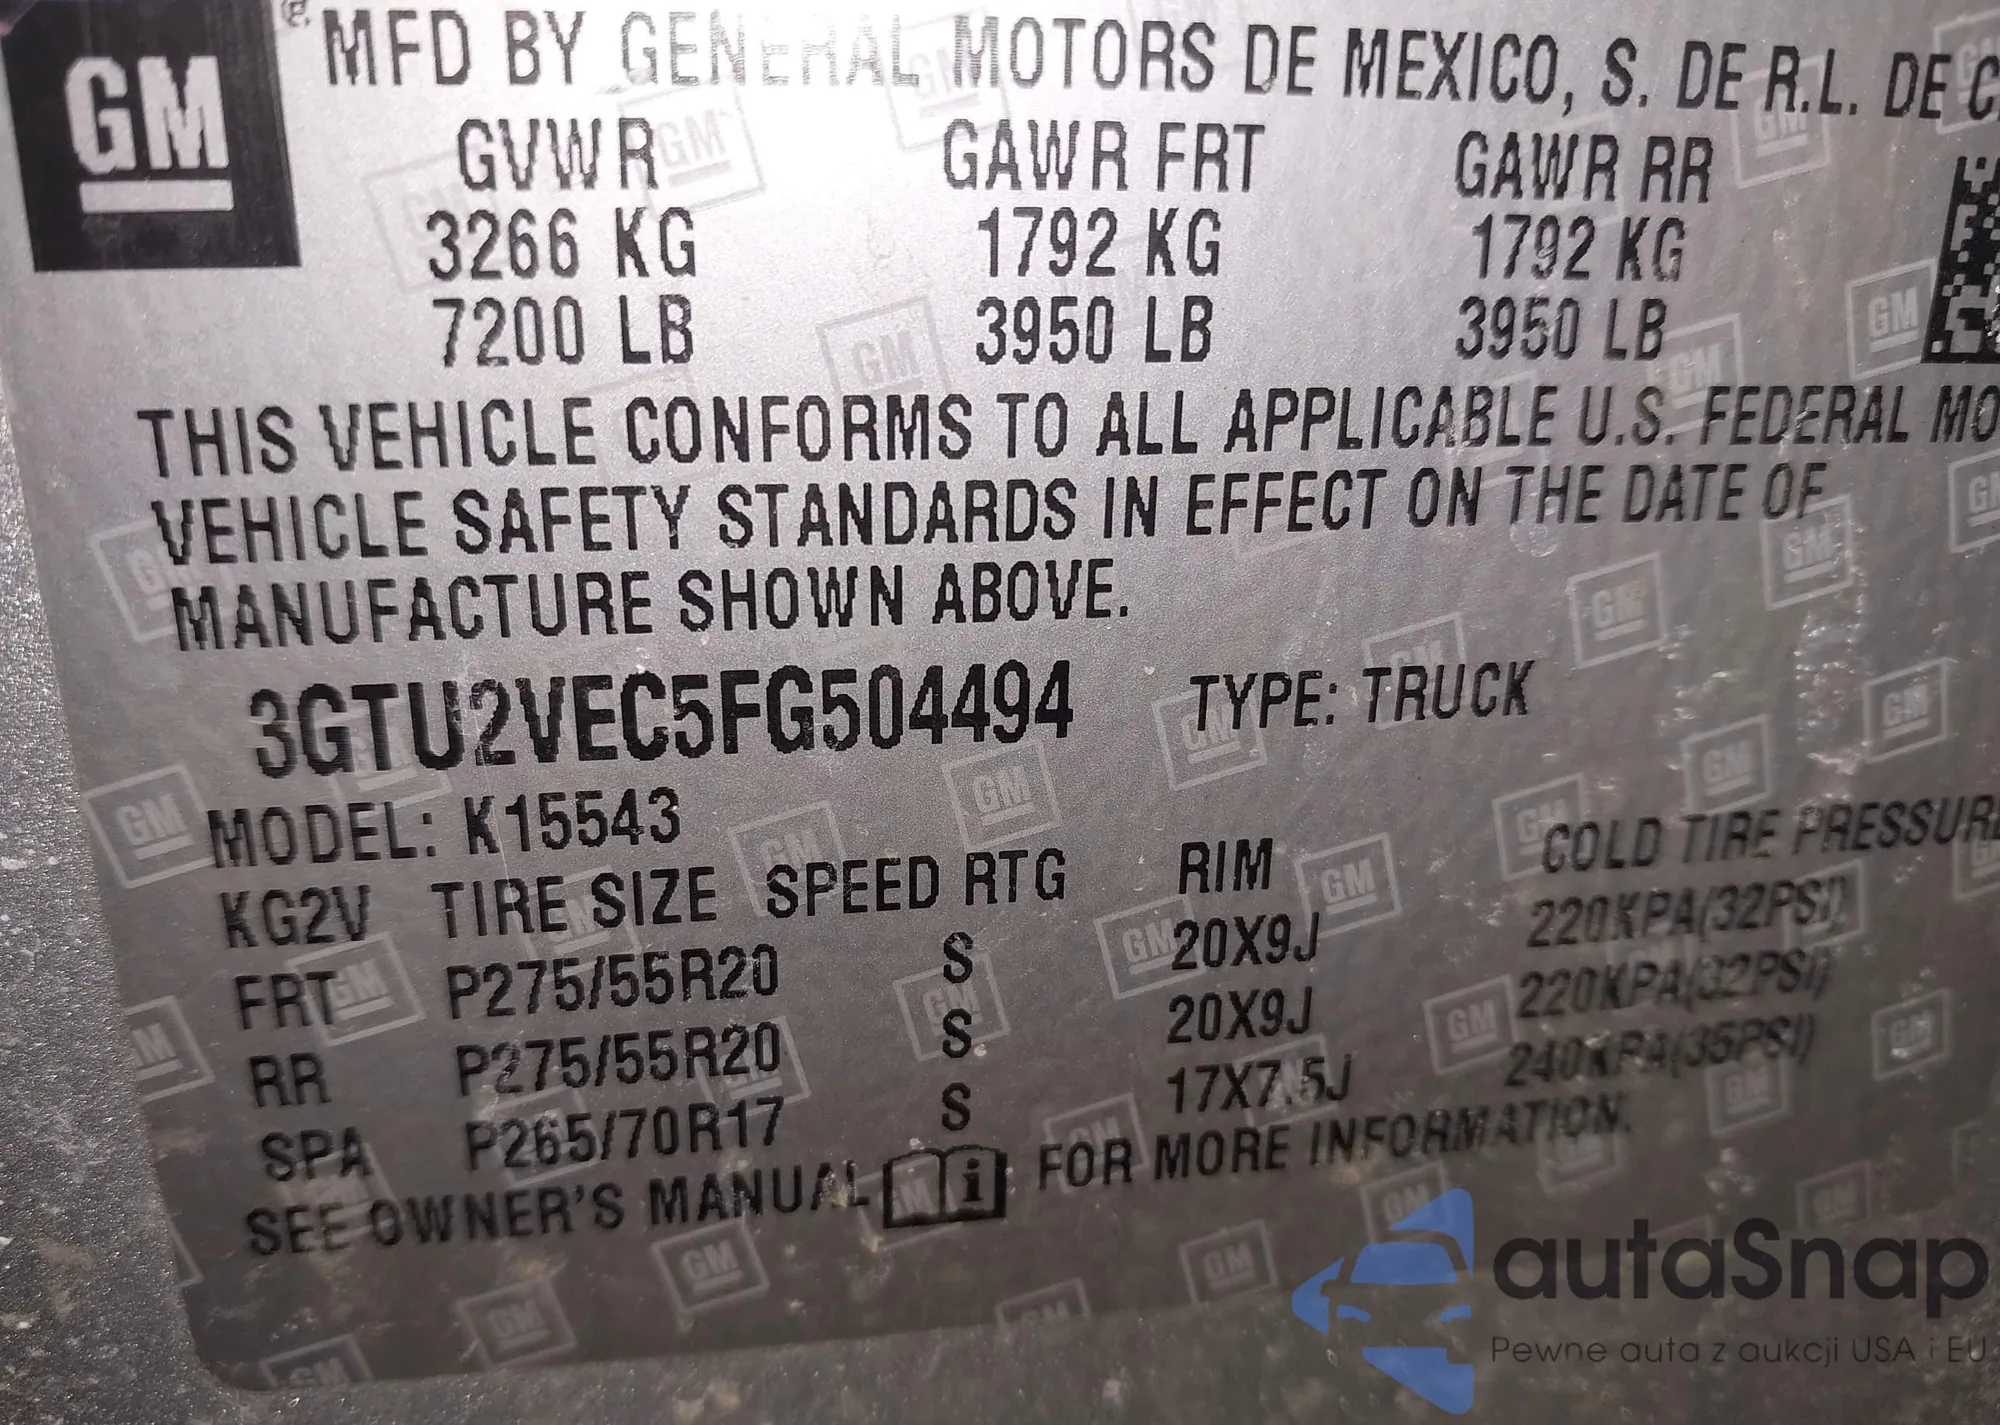 GM
MFD BY GENERAL MOTORS DE MEXICO, S. DE R.L. DE C
GVWR GAWR FRT GAWR RR
3266 KG 1792 KG 1792 KG
7200 LB 3950 LB 3950 LB
THIS VEHICLE CONFORMS TO ALL APPLICABLE U.S. FEDERAL MO
VEHICLE SAFETY STANDARDS IN EFFECT ON THE DATE OF
MANUFACTURE SHOWN ABOVE.
3GTU2VEC5FG504494 TYPE: TRUCK
MODEL: K15543
KG2V TIRE SIZE SPEED RTG RIM COLD TIRE PRESSURE
FRT P275/55R20 S 20X9J 220KPA(32PSI)
RR P275/55R20 S 20X9J 220KPA(32PSI)
SPA P265/70R17 S 17X7.5J 240KPA(35PSI)
SEE OWNER'S MANUAL i FOR MORE INFORMATION.
autaSnap
Pewne auta z aukcji USA i EU